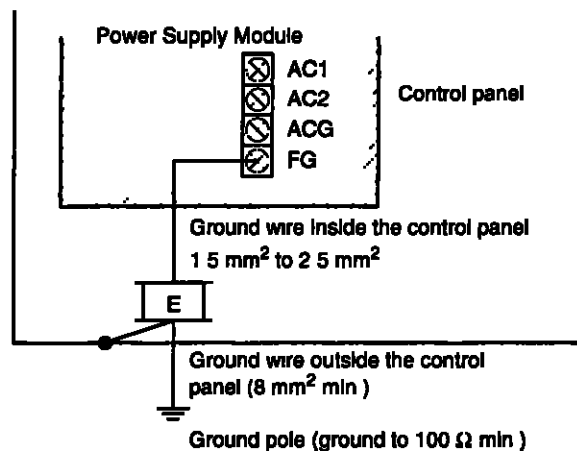 Power Supply Module
AC1
AC2
ACG
FG
Control panel
Ground wire inside the control panel
1 5 mm² to 2 5 mm²
E
Ground wire outside the control
panel (8 mm² min )
Ground pole (ground to 100 Ω min )